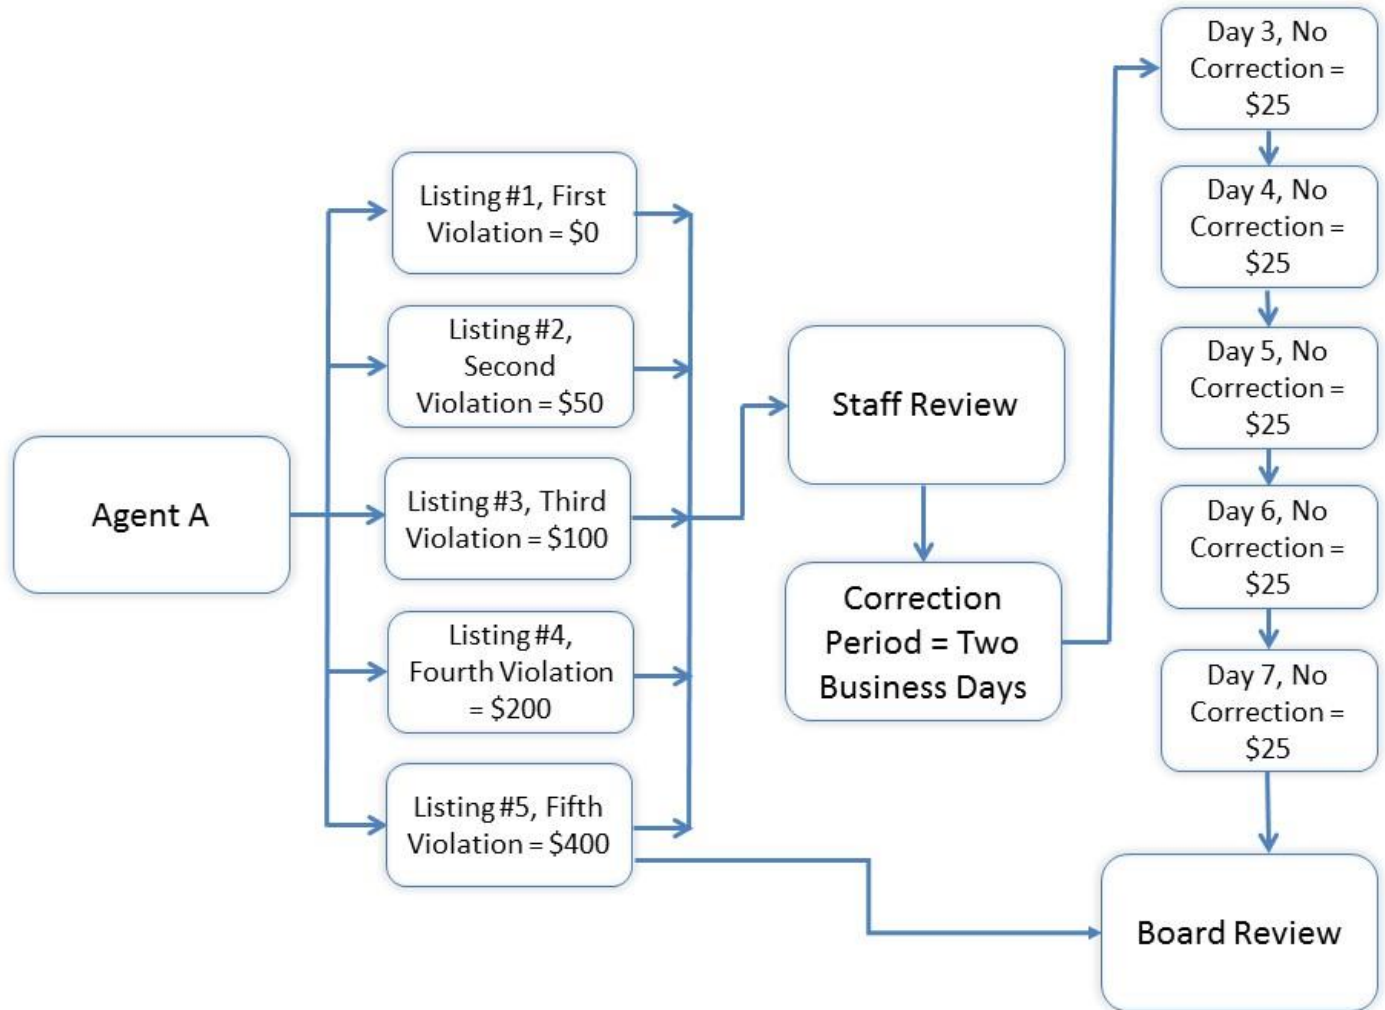 Agent A
Listing #1, First
Violation = $0
Listing #2,
Second
Violation = $50
Listing #3, Third
Violation = $100
Listing #4,
Fourth Violation
= $200
Listing #5, Fifth
Violation = $400
Staff Review
Correction
Period = Two
Business Days
Day 3, No
Correction =
$25
Day 4, No
Correction =
$25
Day 5, No
Correction =
$25
Day 6, No
Correction =
$25
Day 7, No
Correction =
$25
Board Review